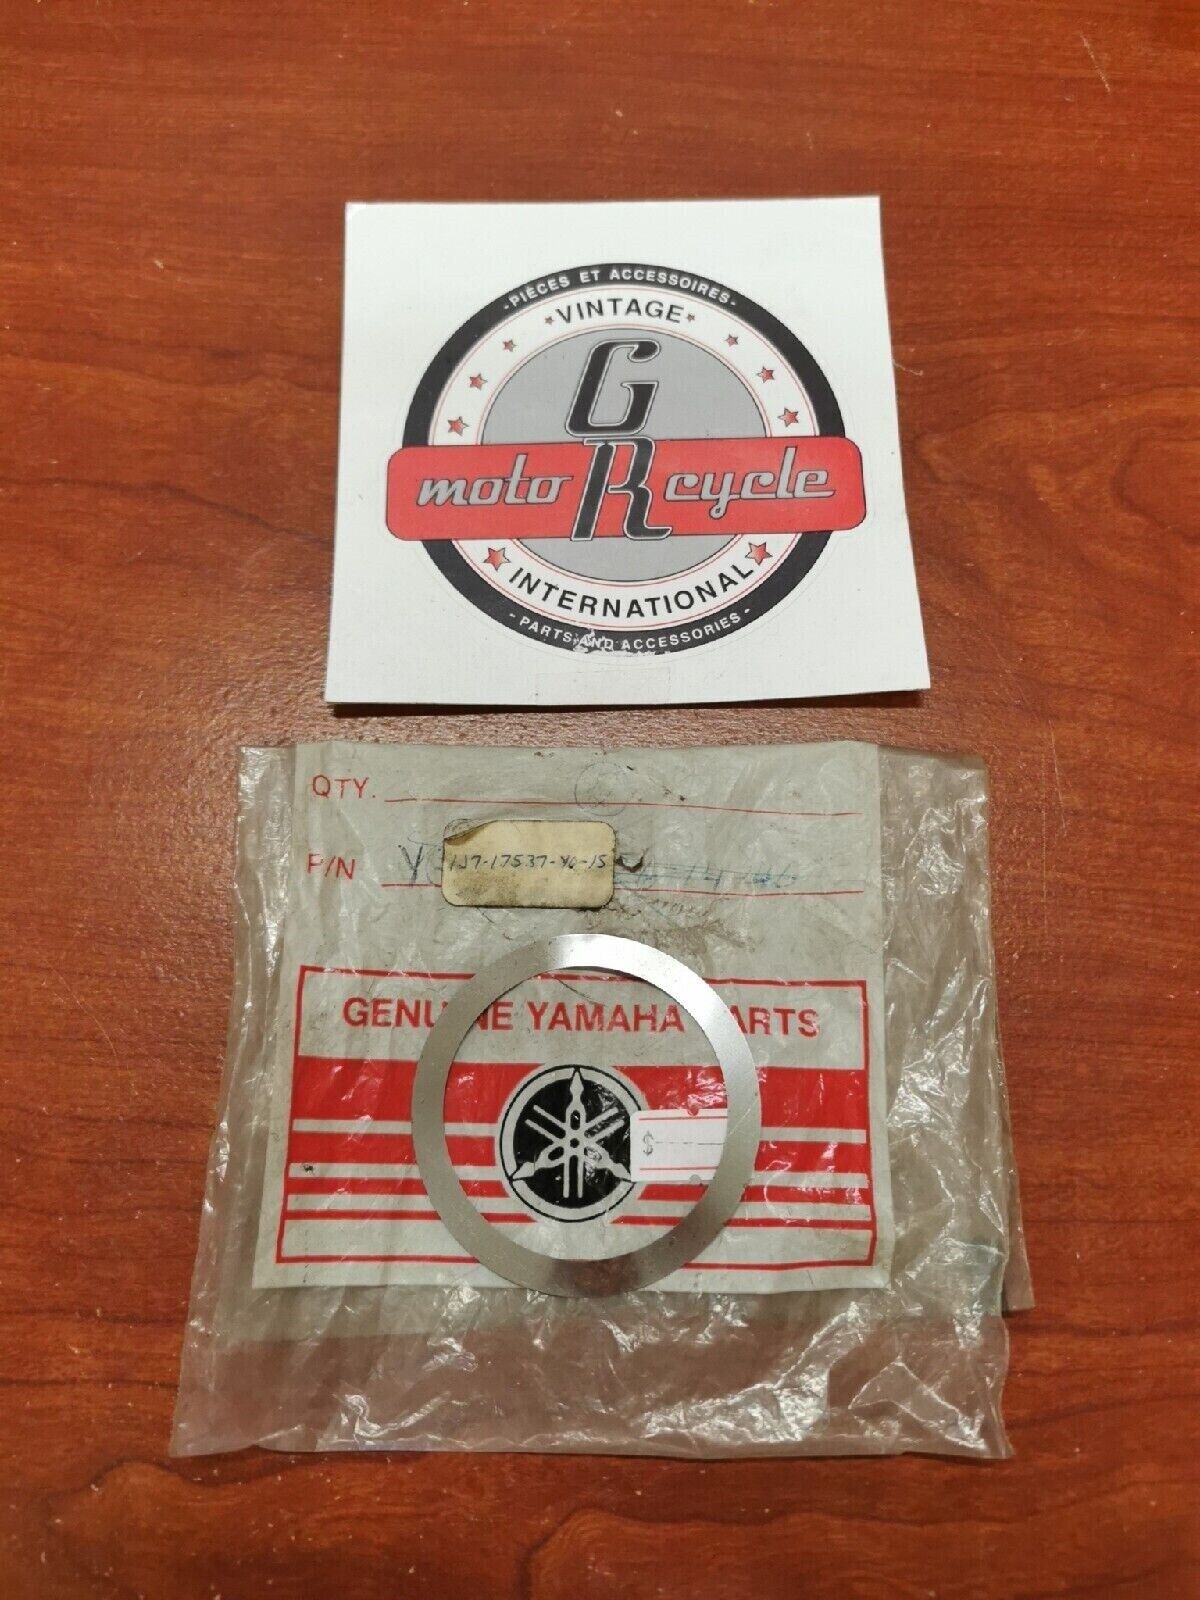 -PIÈCES ET ACCESSOIRES-
VINTAGE
G
moto R cycle
INTERNATIONAL
-PARTS AND ACCESSORIES-
QTY.
P/N
1J7-17537-40-15
GENUINE YAMAHA PARTS
$